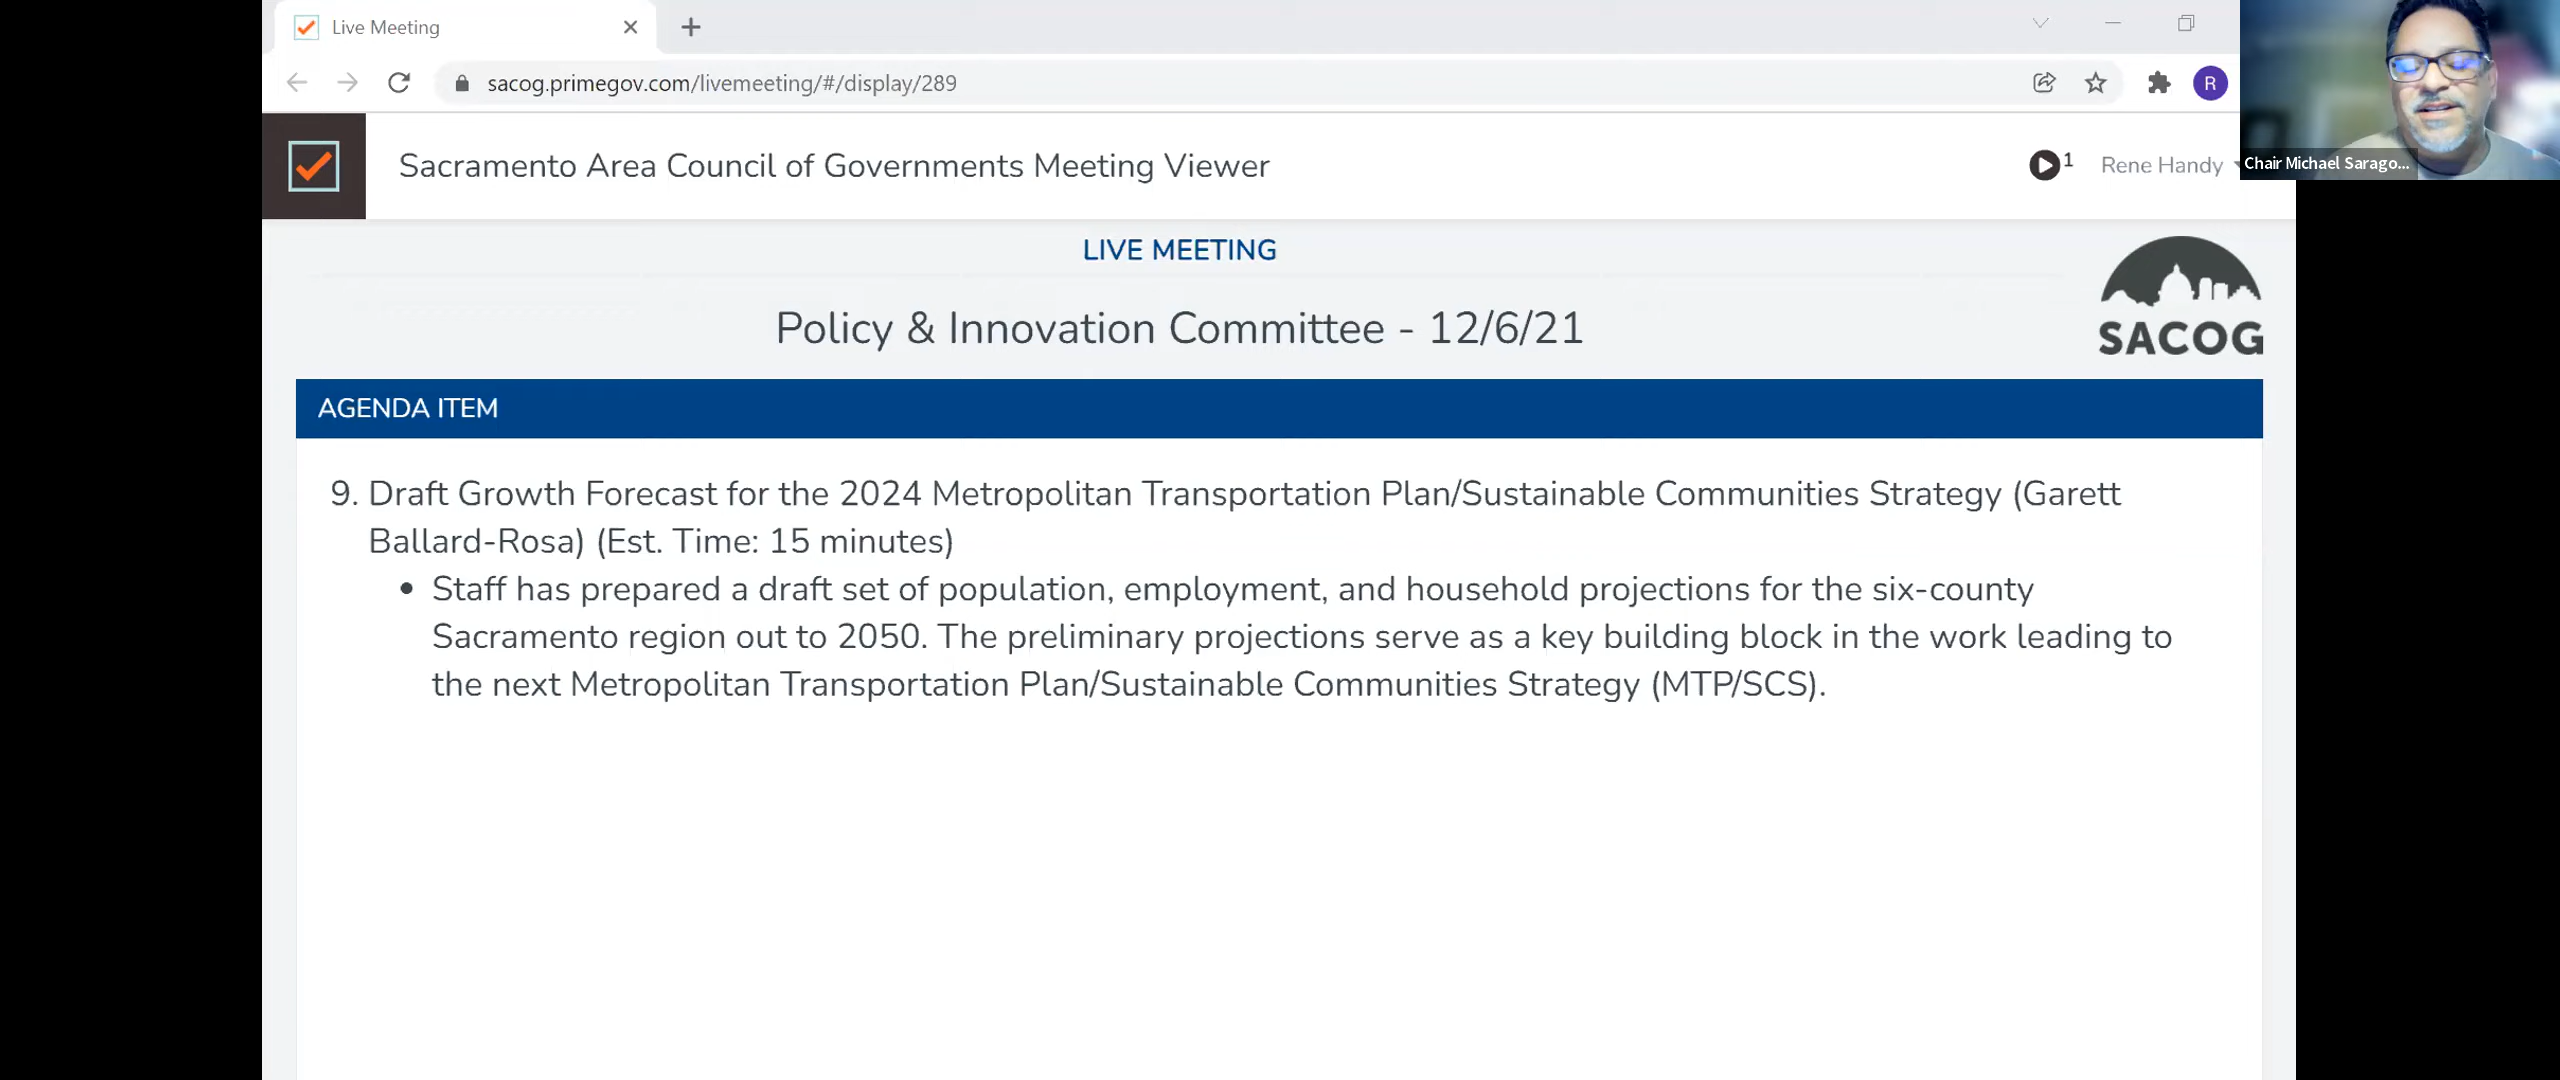 Live Meeting
sacog.primegov.com/livemeeting/#/display/289
R
Sacramento Area Council of Governments Meeting Viewer
1
Rene Handy
Chair Michael Sarago...
LIVE MEETING
Policy & Innovation Committee - 12/6/21
SACOG
AGENDA ITEM
9. Draft Growth Forecast for the 2024 Metropolitan Transportation Plan/Sustainable Communities Strategy (Garett
Ballard-Rosa) (Est. Time: 15 minutes)
• Staff has prepared a draft set of population, employment, and household projections for the six-county
Sacramento region out to 2050. The preliminary projections serve as a key building block in the work leading to
the next Metropolitan Transportation Plan/Sustainable Communities Strategy (MTP/SCS).